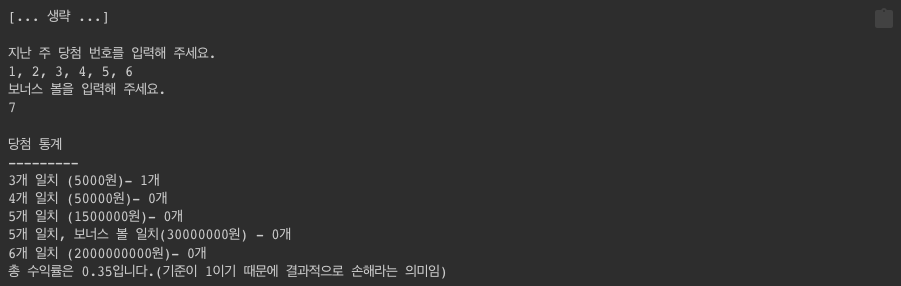 [... 생략 ...]
지난 주 당첨 번호를 입력해 주세요.
1, 2, 3, 4, 5, 6
보너스 볼을 입력해 주세요.
7
당첨 통계
---------
3개 일치 (5000원)- 1개
4개 일치 (50000원)- 0개
5개 일치 (1500000원)- 0개
5개 일치, 보너스 볼 일치(30000000원) - 0개
6개 일치 (2000000000원)- 0개
총 수익률은 0.35입니다.(기준이 1이기 때문에 결과적으로 손해라는 의미임)